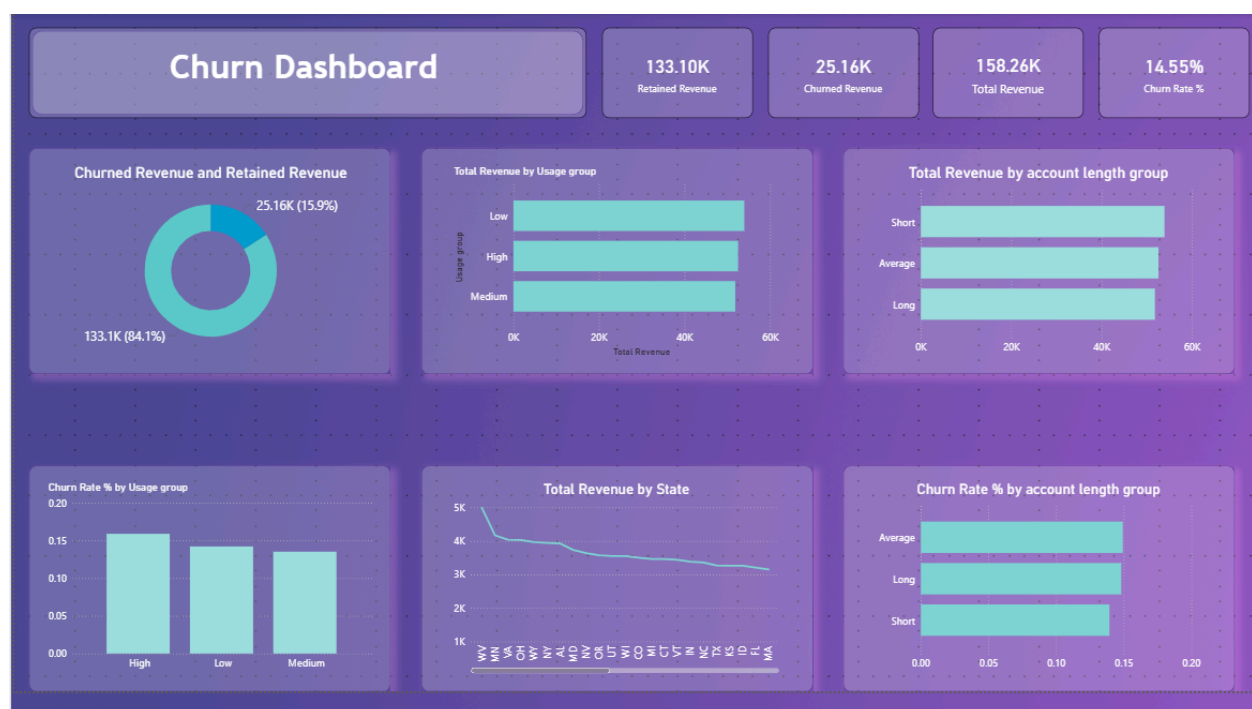 Churn Dashboard
133.10K
Retained Revenue
25.16K
Churned Revenue
158.26K
Total Revenue
14.55%
Churn Rate %
Churned Revenue and Retained Revenue
25.16K (15.9%)
133.1K (84.1%)
Total Revenue by Usage group
Usage group
Low
High
Medium
0K 20K 40K 60K
Total Revenue
Total Revenue by account length group
Short
Average
Long
0K 20K 40K 60K
Churn Rate % by Usage group
0.20
0.15
0.10
0.05
0.00
High Low Medium
Total Revenue by State
5K
4K
3K
2K
1K
WV MN VA OH WY NY AL MD NV OR UT WI CO MI CT VT IN NC TX KS ID FL MA
Churn Rate % by account length group
Average
Long
Short
0.00 0.05 0.10 0.15 0.20